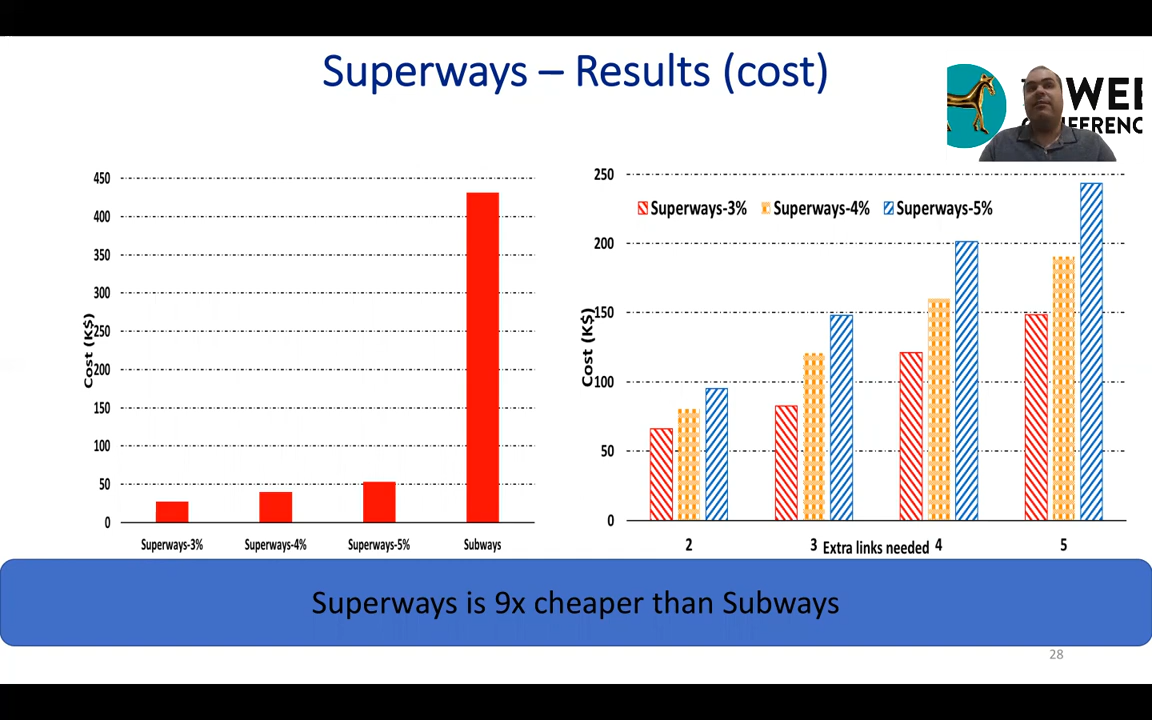 Superways – Results (cost)
WEE
FERENC
450
400
350
300
250
200
150
100
50
0
Cost (K$)
Superways-3%
Superways-4%
Superways-5%
Subways
250
200
150
100
50
0
Cost (K$)
Superways-3%
Superways-4%
Superways-5%
2
3
Extra links needed
4
5
Superways is 9x cheaper than Subways
28